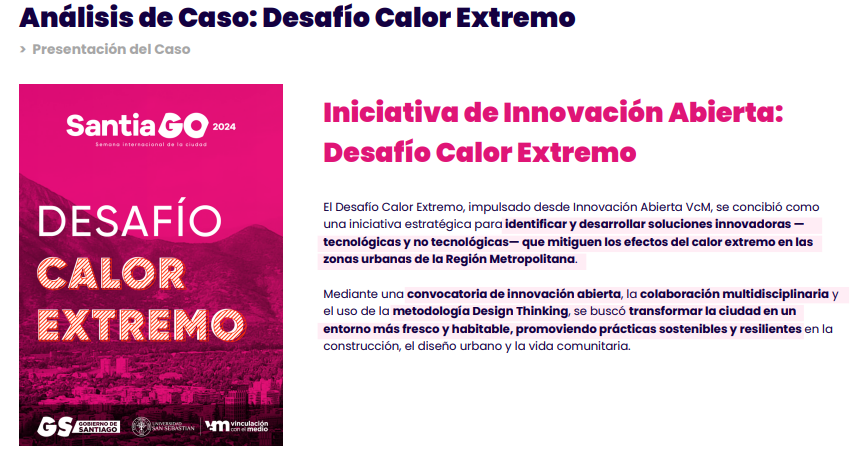 Análisis de Caso: Desafío Calor Extremo
> Presentación del Caso
SantiaGO 2024
Semana internacional de la ciudad
DESAFÍO
CALOR
EXTREMO
GS GOBIERNO DE SANTIAGO
UNIVERSIDAD SAN SEBASTIÁN
vm vinculación con el medio
Iniciativa de Innovación Abierta:
Desafío Calor Extremo
El Desafío Calor Extremo, impulsado desde Innovación Abierta VcM, se concibió como
una iniciativa estratégica para identificar y desarrollar soluciones innovadoras —
tecnológicas y no tecnológicas— que mitiguen los efectos del calor extremo en las
zonas urbanas de la Región Metropolitana.
Mediante una convocatoria de innovación abierta, la colaboración multidisciplinaria y
el uso de la metodología Design Thinking, se buscó transformar la ciudad en un
entorno más fresco y habitable, promoviendo prácticas sostenibles y resilientes en la
construcción, el diseño urbano y la vida comunitaria.